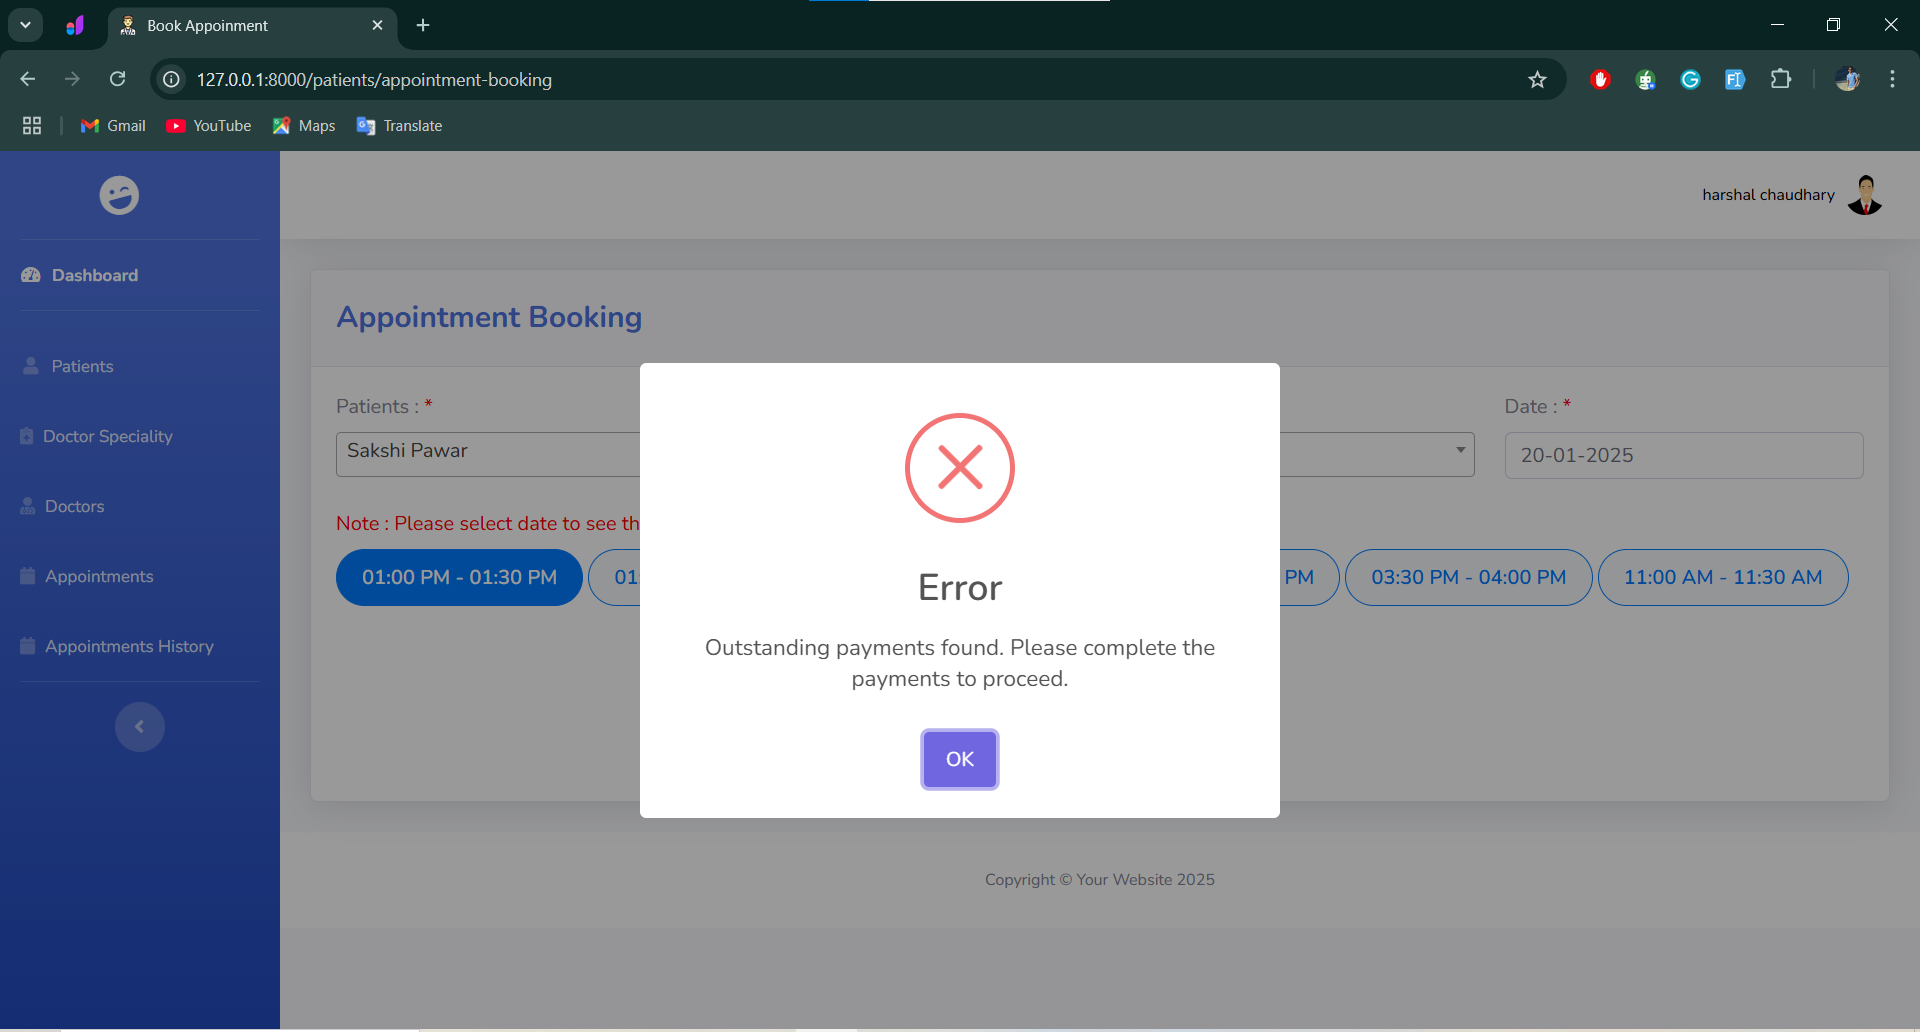 Book Appoinment
127.0.0.1:8000/patients/appointment-booking
Gmail
YouTube
Maps
Translate
harshal chaudhary
Dashboard
Patients
Doctor Speciality
Doctors
Appointments
Appointments History
Appointment Booking
Patients : *
Date : *
Sakshi Pawar
20-01-2025
Note : Please select date to see th
01:00 PM - 01:30 PM
01
PM
03:30 PM - 04:00 PM
11:00 AM - 11:30 AM
Error
Outstanding payments found. Please complete the
payments to proceed.
OK
Copyright © Your Website 2025